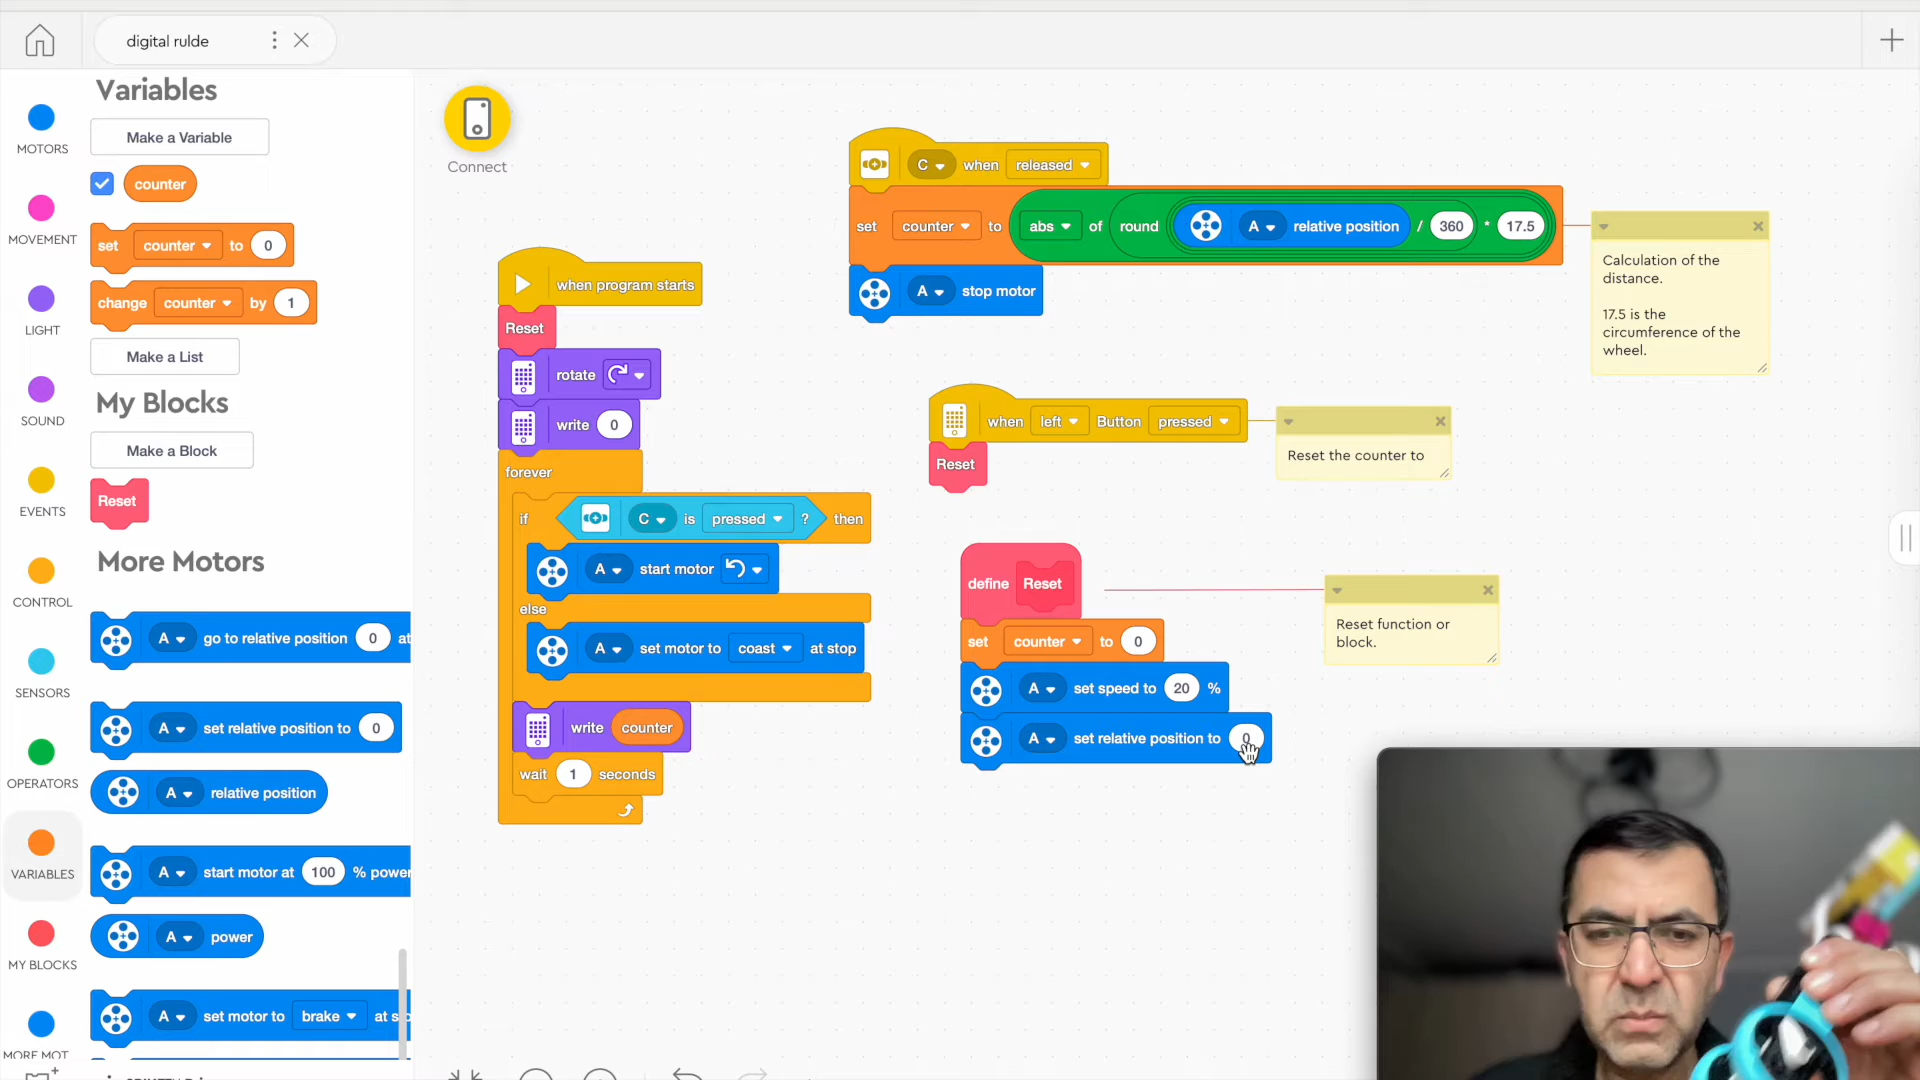 digital rulde
Variables
Make a Variable
counter
set counter to 0
change counter by 1
Make a List
My Blocks
Make a Block
Reset
More Motors
A go to relative position 0 at
A set relative position to 0
A relative position
A start motor at 100 % power
A power
A set motor to brake at
MOTORS
MOVEMENT
LIGHT
SOUND
EVENTS
CONTROL
SENSORS
OPERATORS
VARIABLES
MY BLOCKS
MORE MOT
Connect
when program starts
Reset
rotate
write 0
forever
if C is pressed ? then
A start motor
else
A set motor to coast at stop
write counter
wait 1 seconds
C when released
set counter to abs of round A relative position / 360 * 17.5
A stop motor
Calculation of the
distance.
17.5 is the
circumference of the
wheel.
when left Button pressed
Reset
Reset the counter to
define Reset
set counter to 0
A set speed to 20 %
A set relative position to 0
Reset function or
block.